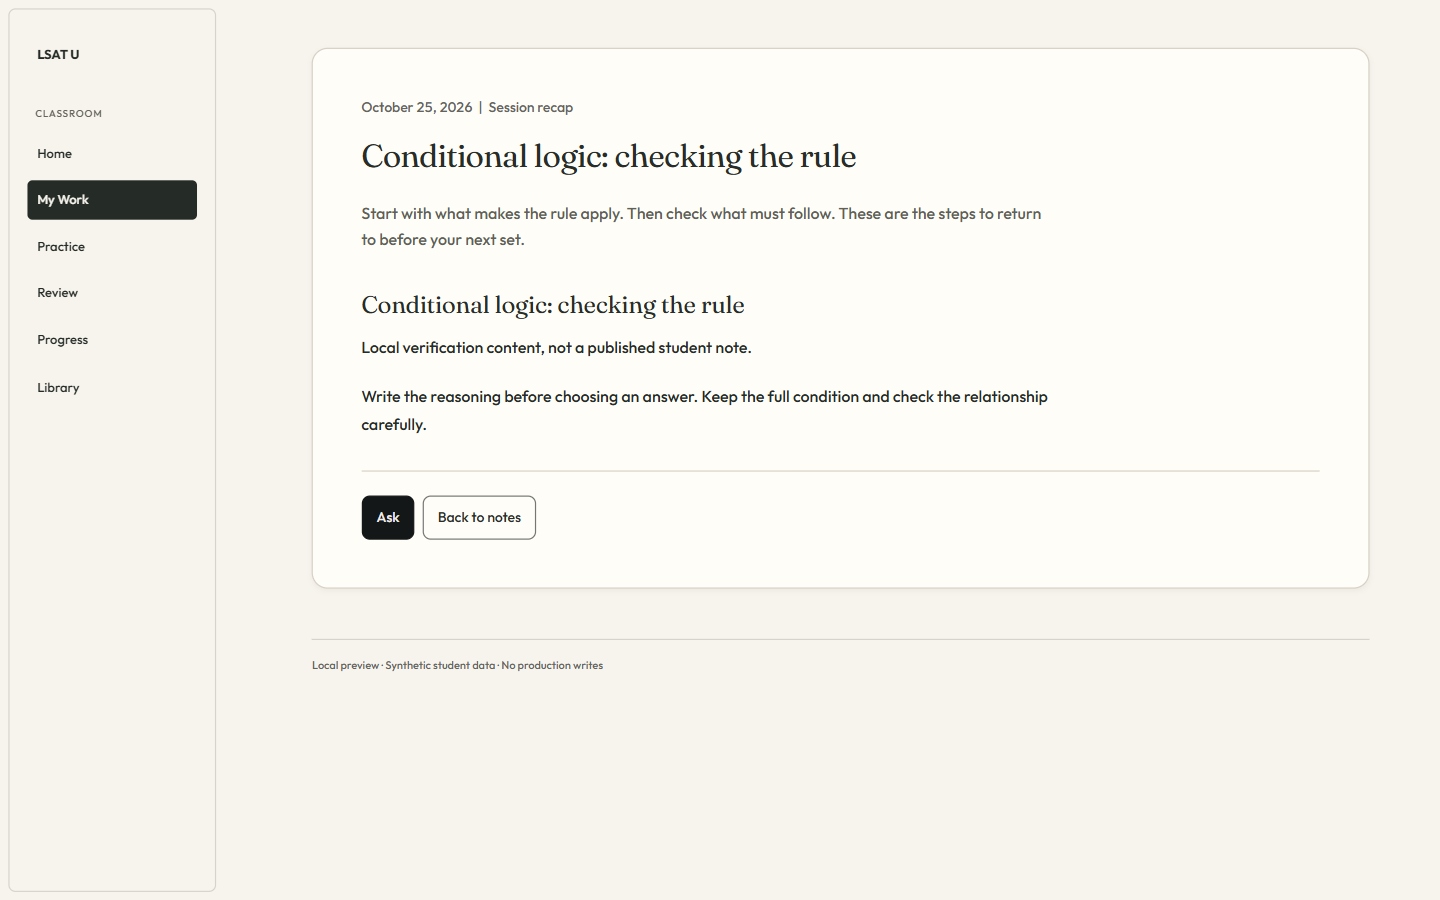 LSAT U
CLASSROOM
Home
My Work
Practice
Review
Progress
Library
October 25, 2026 | Session recap
Conditional logic: checking the rule
Start with what makes the rule apply. Then check what must follow. These are the steps to return
to before your next set.
Conditional logic: checking the rule
Local verification content, not a published student note.
Write the reasoning before choosing an answer. Keep the full condition and check the relationship
carefully.
Ask
Back to notes
Local preview · Synthetic student data · No production writes